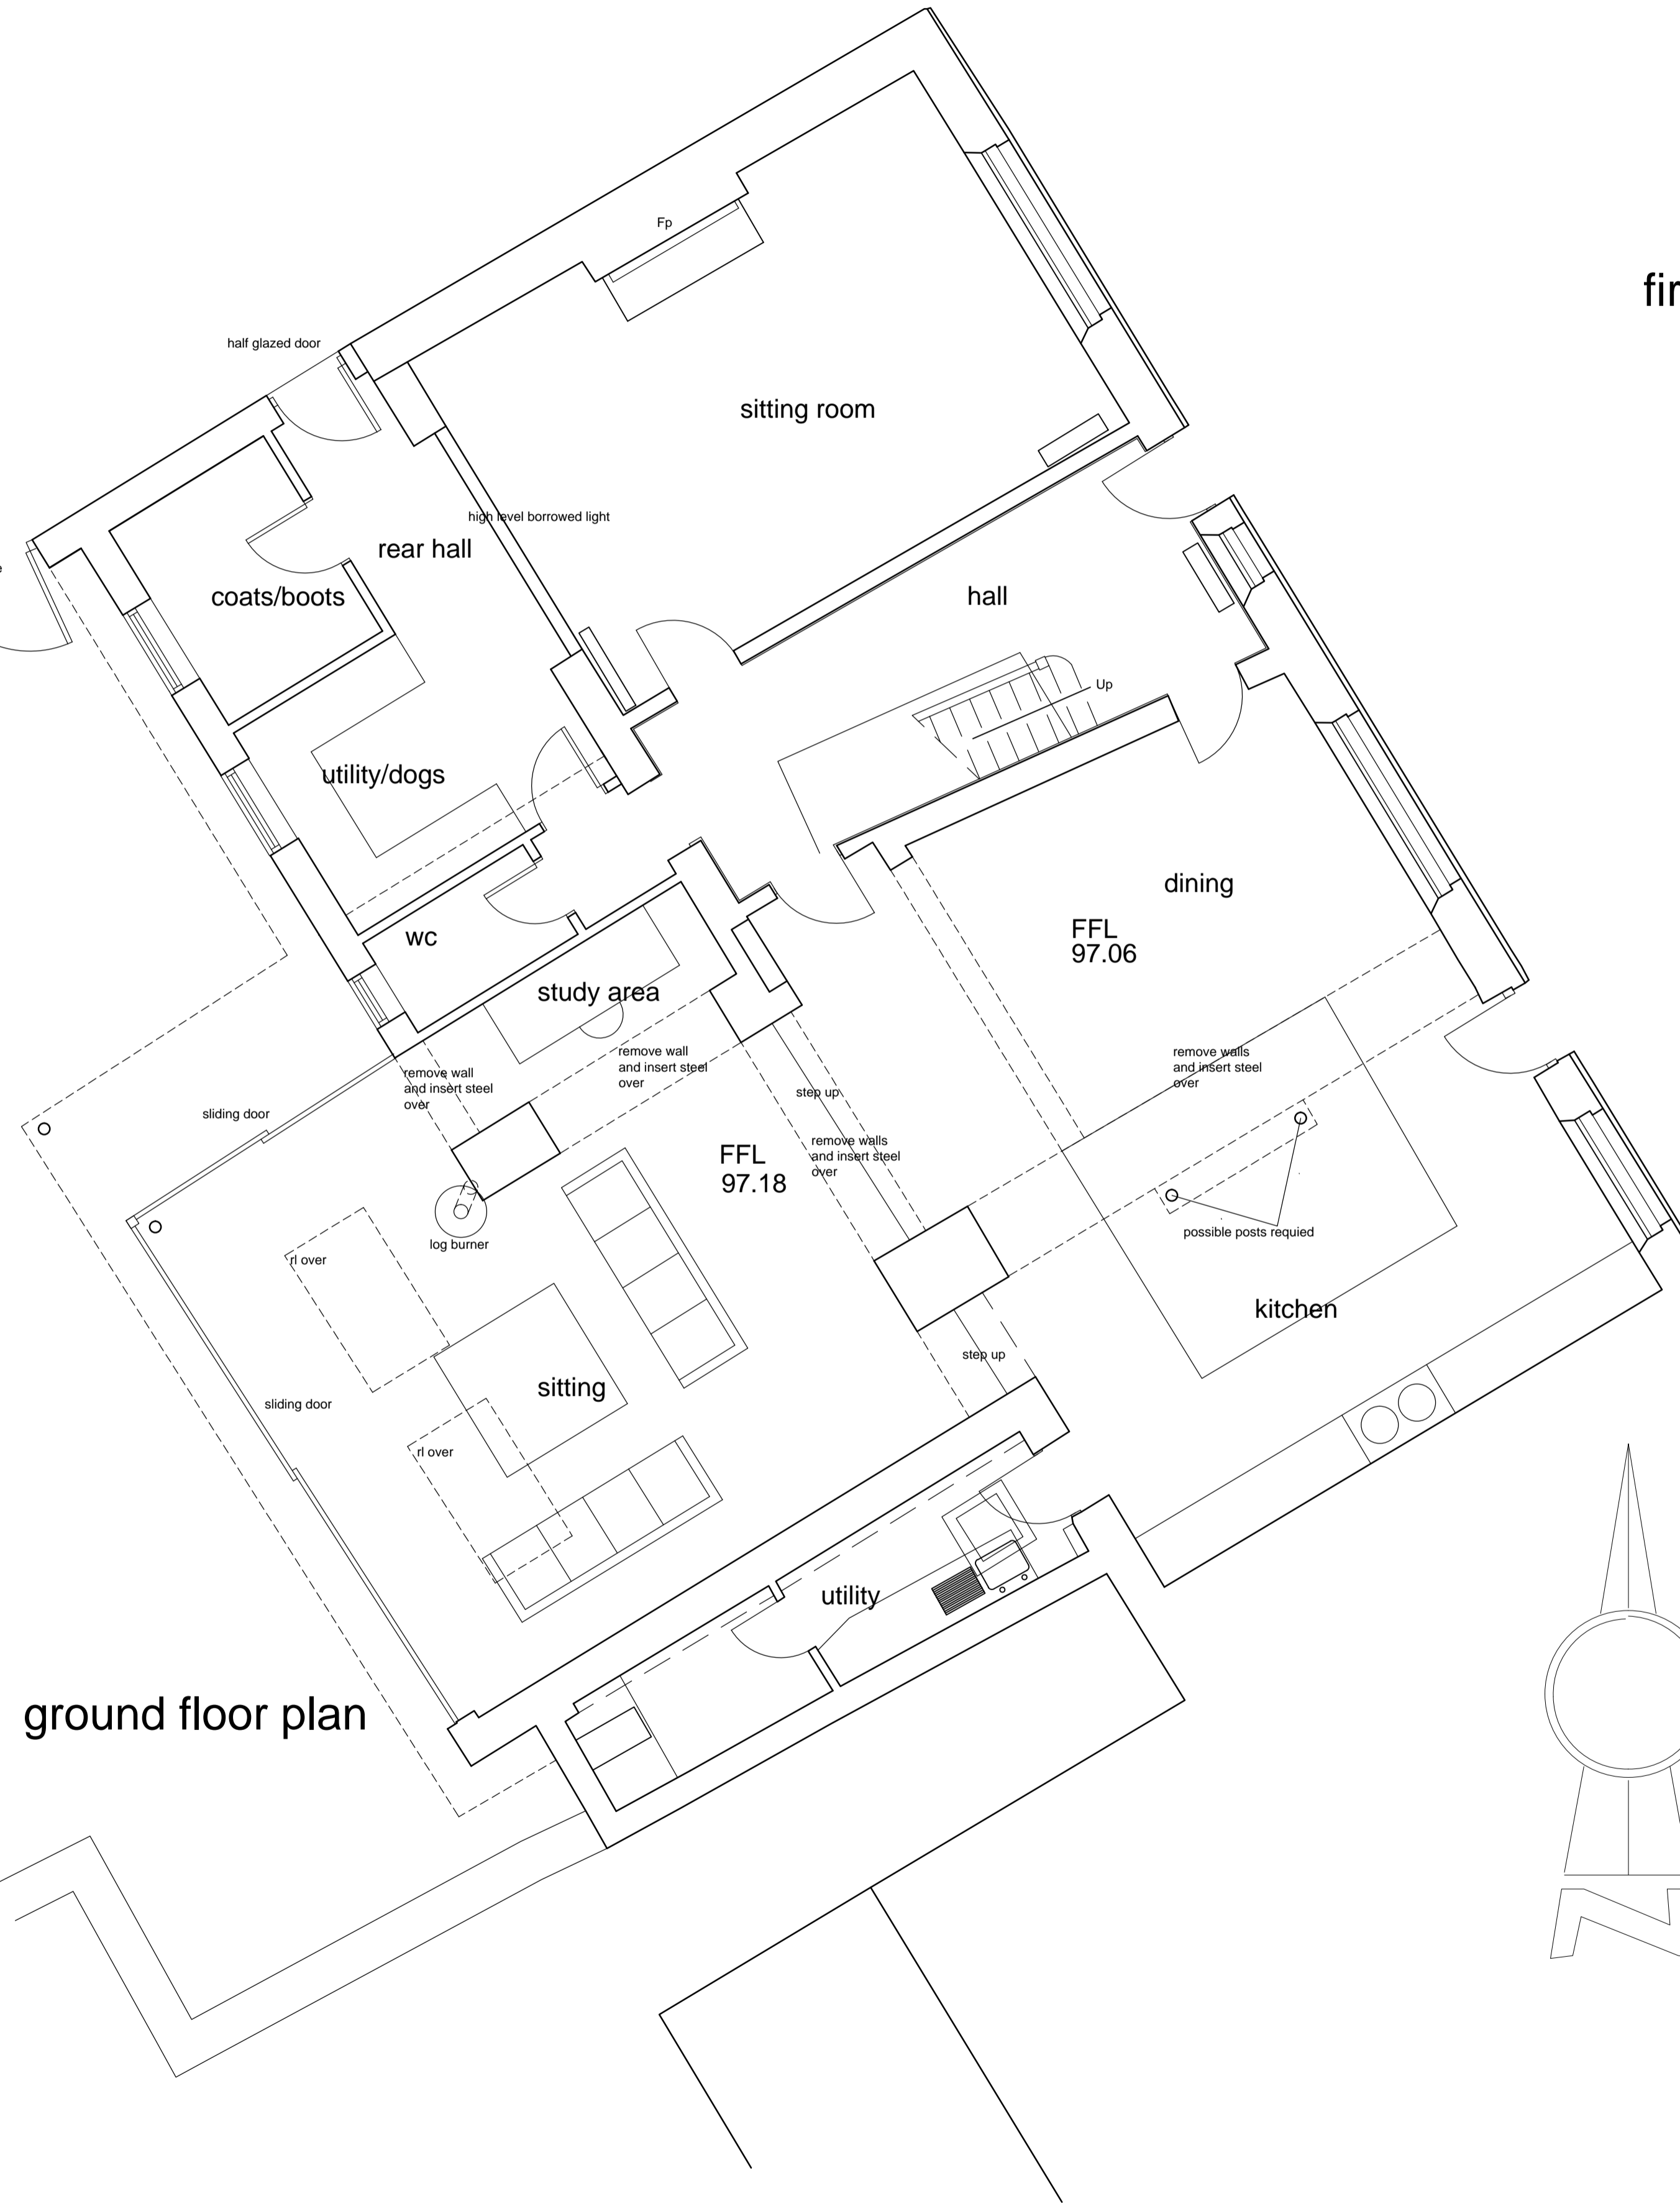 fir
Fp
half glazed door
sitting room
high level borrowed light
rear hall
e
coats/boots
hall
Up
utility/dogs
dining
FFL
97.06
wc
study area
remove wall
and insert steel
over
remove walls
and insert steel
over
remove wall
and insert steel
over
step up
sliding door
remove walls
and insert steel
over
FFL
97.18
possible posts requied
log burner
rl over
kitchen
step up
sitting
sliding door
rl over
utility
ground floor plan